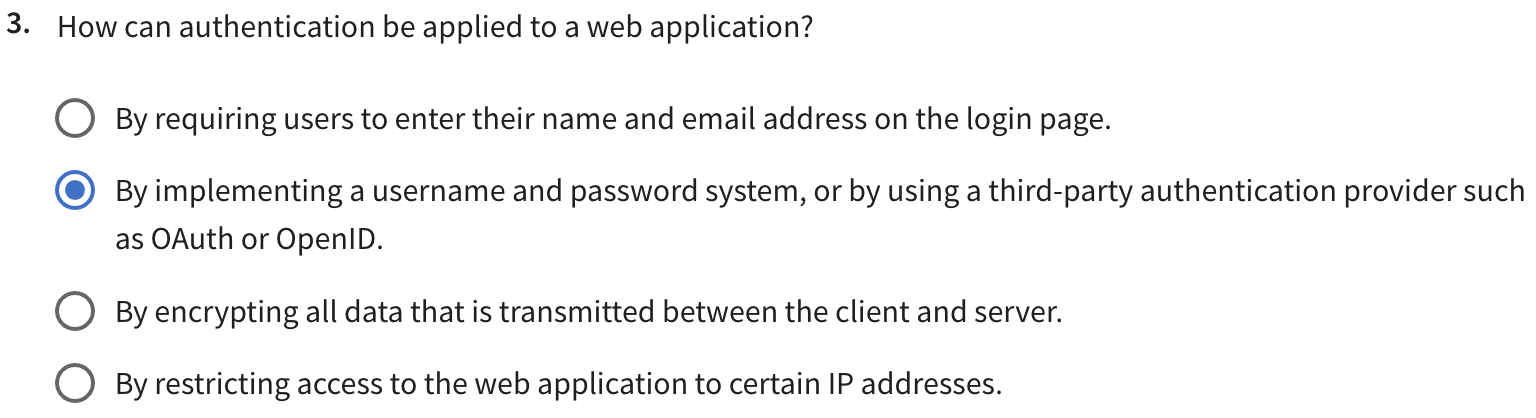 3. How can authentication be applied to a web application?
By requiring users to enter their name and email address on the login page.
By implementing a username and password system, or by using a third-party authentication provider such
as OAuth or OpenID.
By encrypting all data that is transmitted between the client and server.
By restricting access to the web application to certain IP addresses.